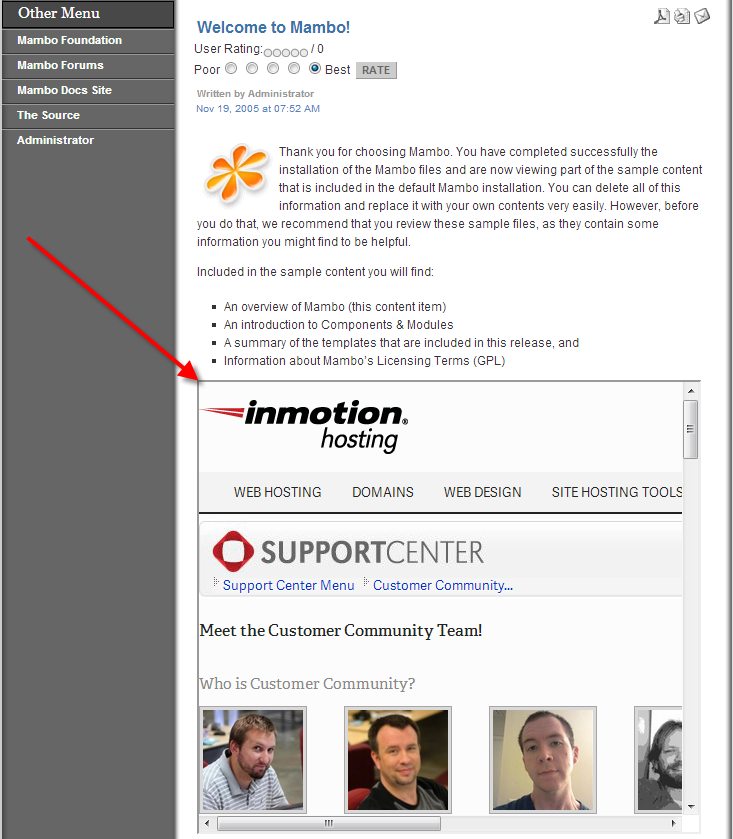 Other Menu
Mambo Foundation
Mambo Forums
Mambo Docs Site
The Source
Administrator
Welcome to Mambo!
User Rating: / 0
Poor Best RATE
Written by Administrator
Nov 19, 2005 at 07:52 AM
Thank you for choosing Mambo. You have completed successfully the
installation of the Mambo files and are now viewing part of the sample content
that is included in the default Mambo installation. You can delete all of this
information and replace it with your own contents very easily. However, before
you do that, we recommend that you review these sample files, as they contain some
information you might find to be helpful.
Included in the sample content you will find:
An overview of Mambo (this content item)
An introduction to Components & Modules
A summary of the templates that are included in this release, and
Information about Mambo's Licensing Terms (GPL)
inmotion®
hosting
WEB HOSTING DOMAINS WEB DESIGN SITE HOSTING TOOLS
SUPPORTCENTER
Support Center Menu Customer Community...
Meet the Customer Community Team!
Who is Customer Community?